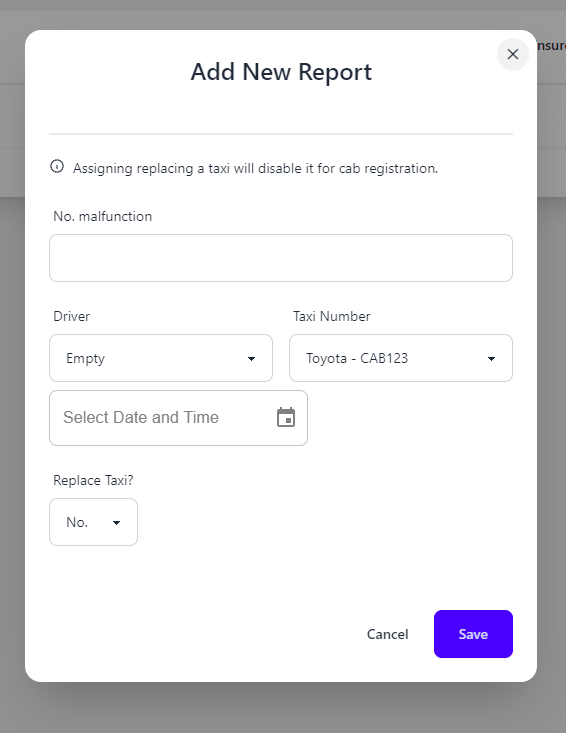 nsure
Add New Report
Assigning replacing a taxi will disable it for cab registration.
No. malfunction
Driver
Taxi Number
Empty
Toyota - CAB123
Select Date and Time
Replace Taxi?
No.
Cancel
Save